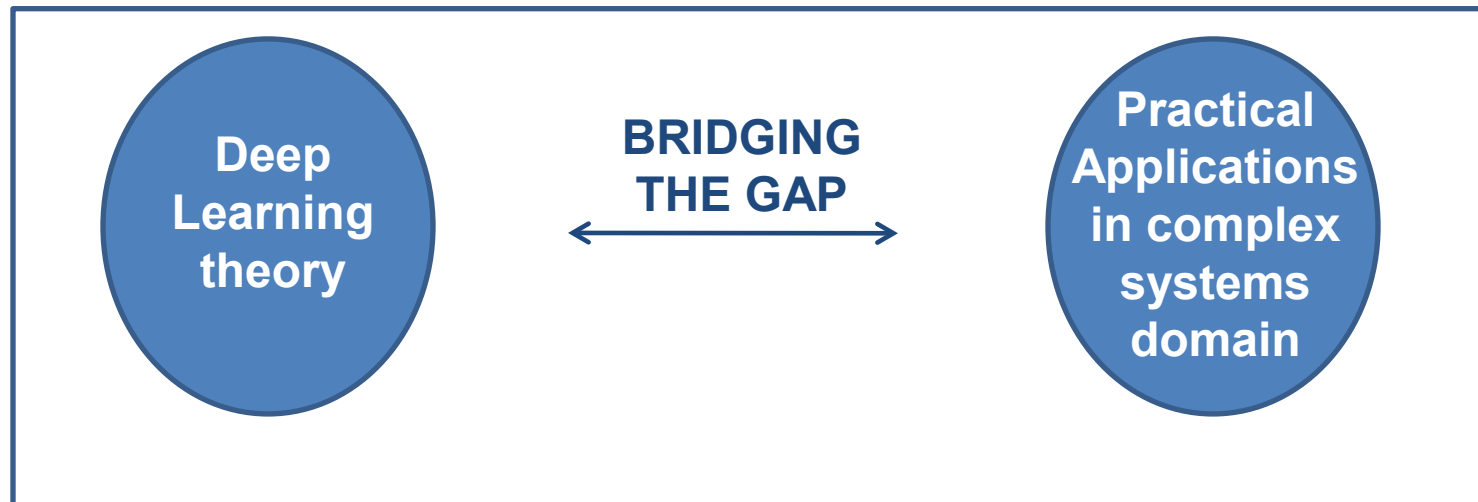 Deep
Learning
theory
BRIDGING
THE GAP
Practical
Applications
in complex
systems
domain